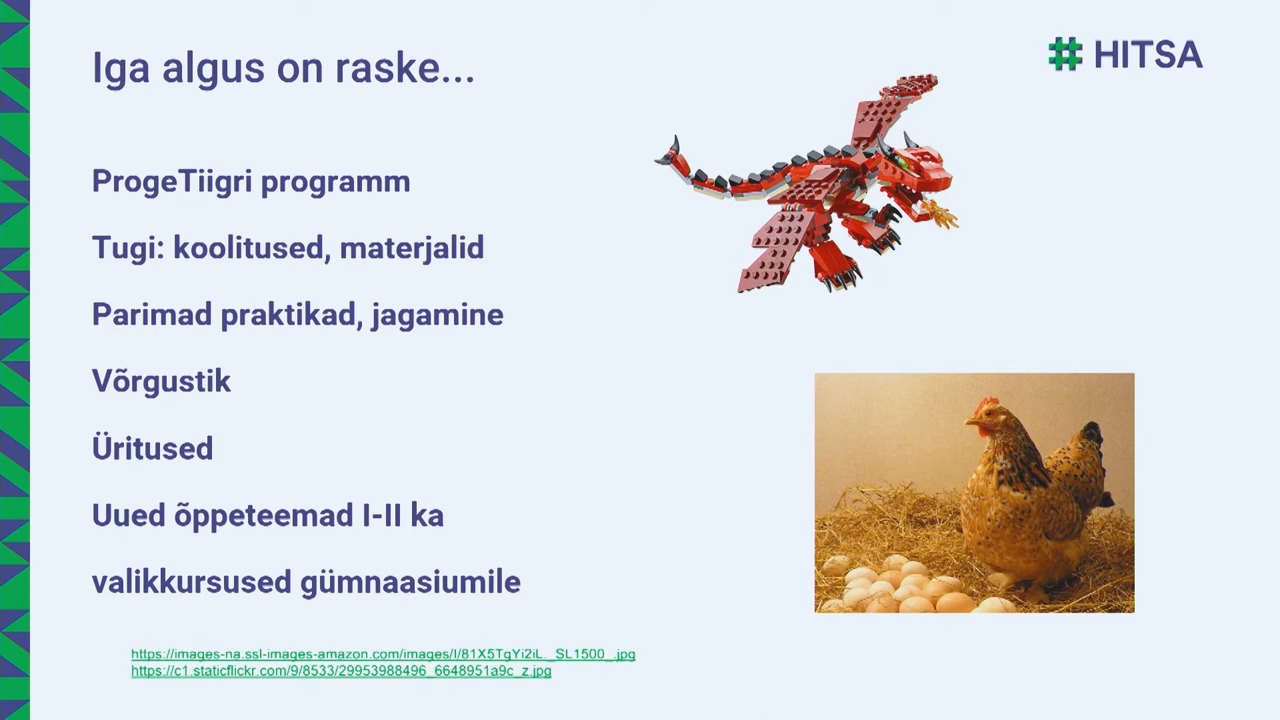 Iga algus on raske...
HITSA
ProgeTiigri programm
Tugi: koolitused, materjalid
Parimad praktikad, jagamine
Võrgustik
Üritused
Uued õppeteemad I-II ka
valikkursused gümnaasiumile
https://images-na.ssl-images-amazon.com/images/I/81X5TgYi2iL._SL1500_.jpg
https://c1.staticflickr.com/9/8533/29953988496_6648951a9c_z.jpg